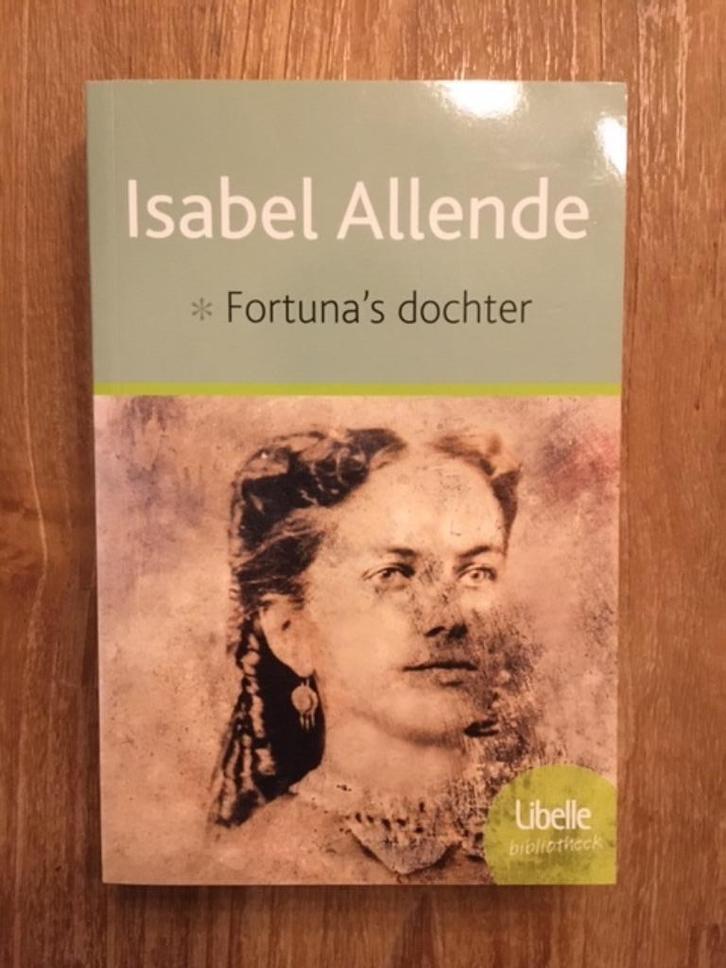 Isabel Allende
* Fortuna's dochter
Libelle
bibliotheek